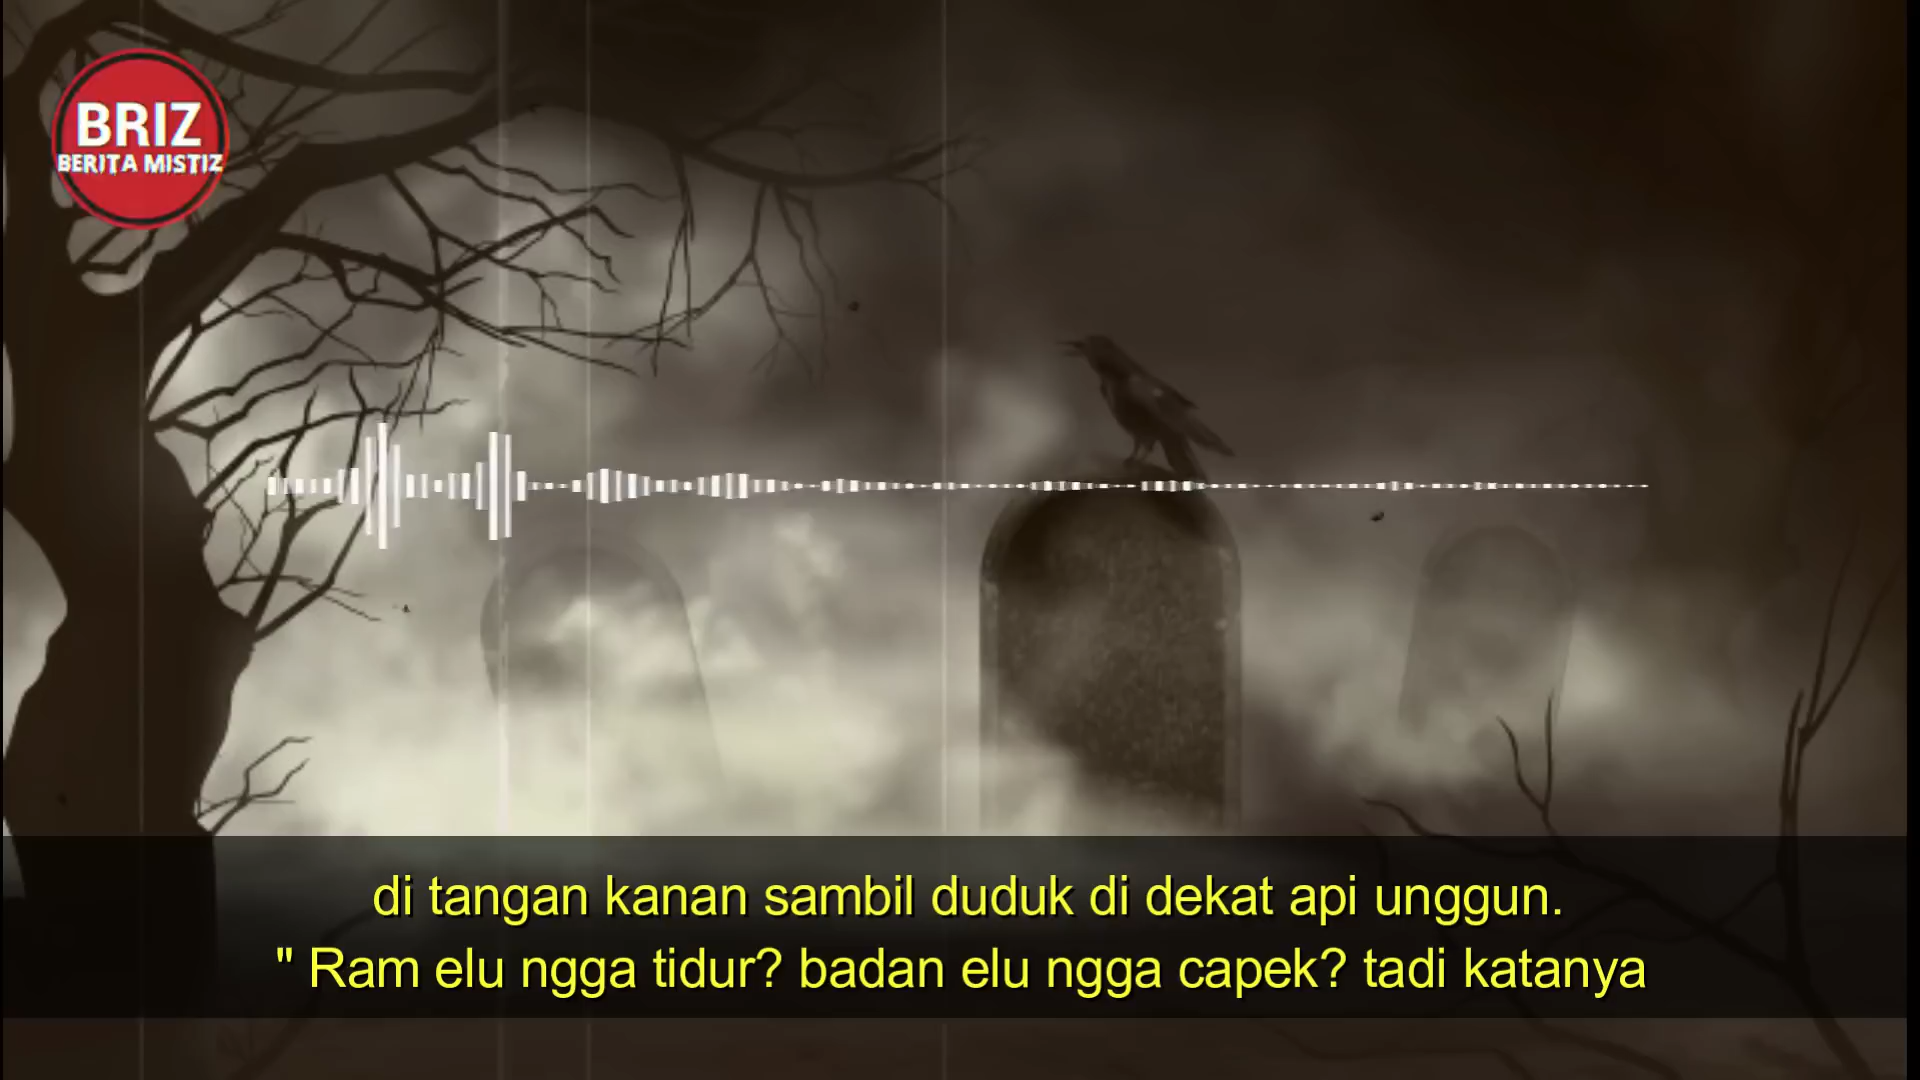 BRIZ
BERITA MISTIZ
di tangan kanan sambil duduk di dekat api unggun.
" Ram elu ngga tidur? badan elu ngga capek? tadi katanya